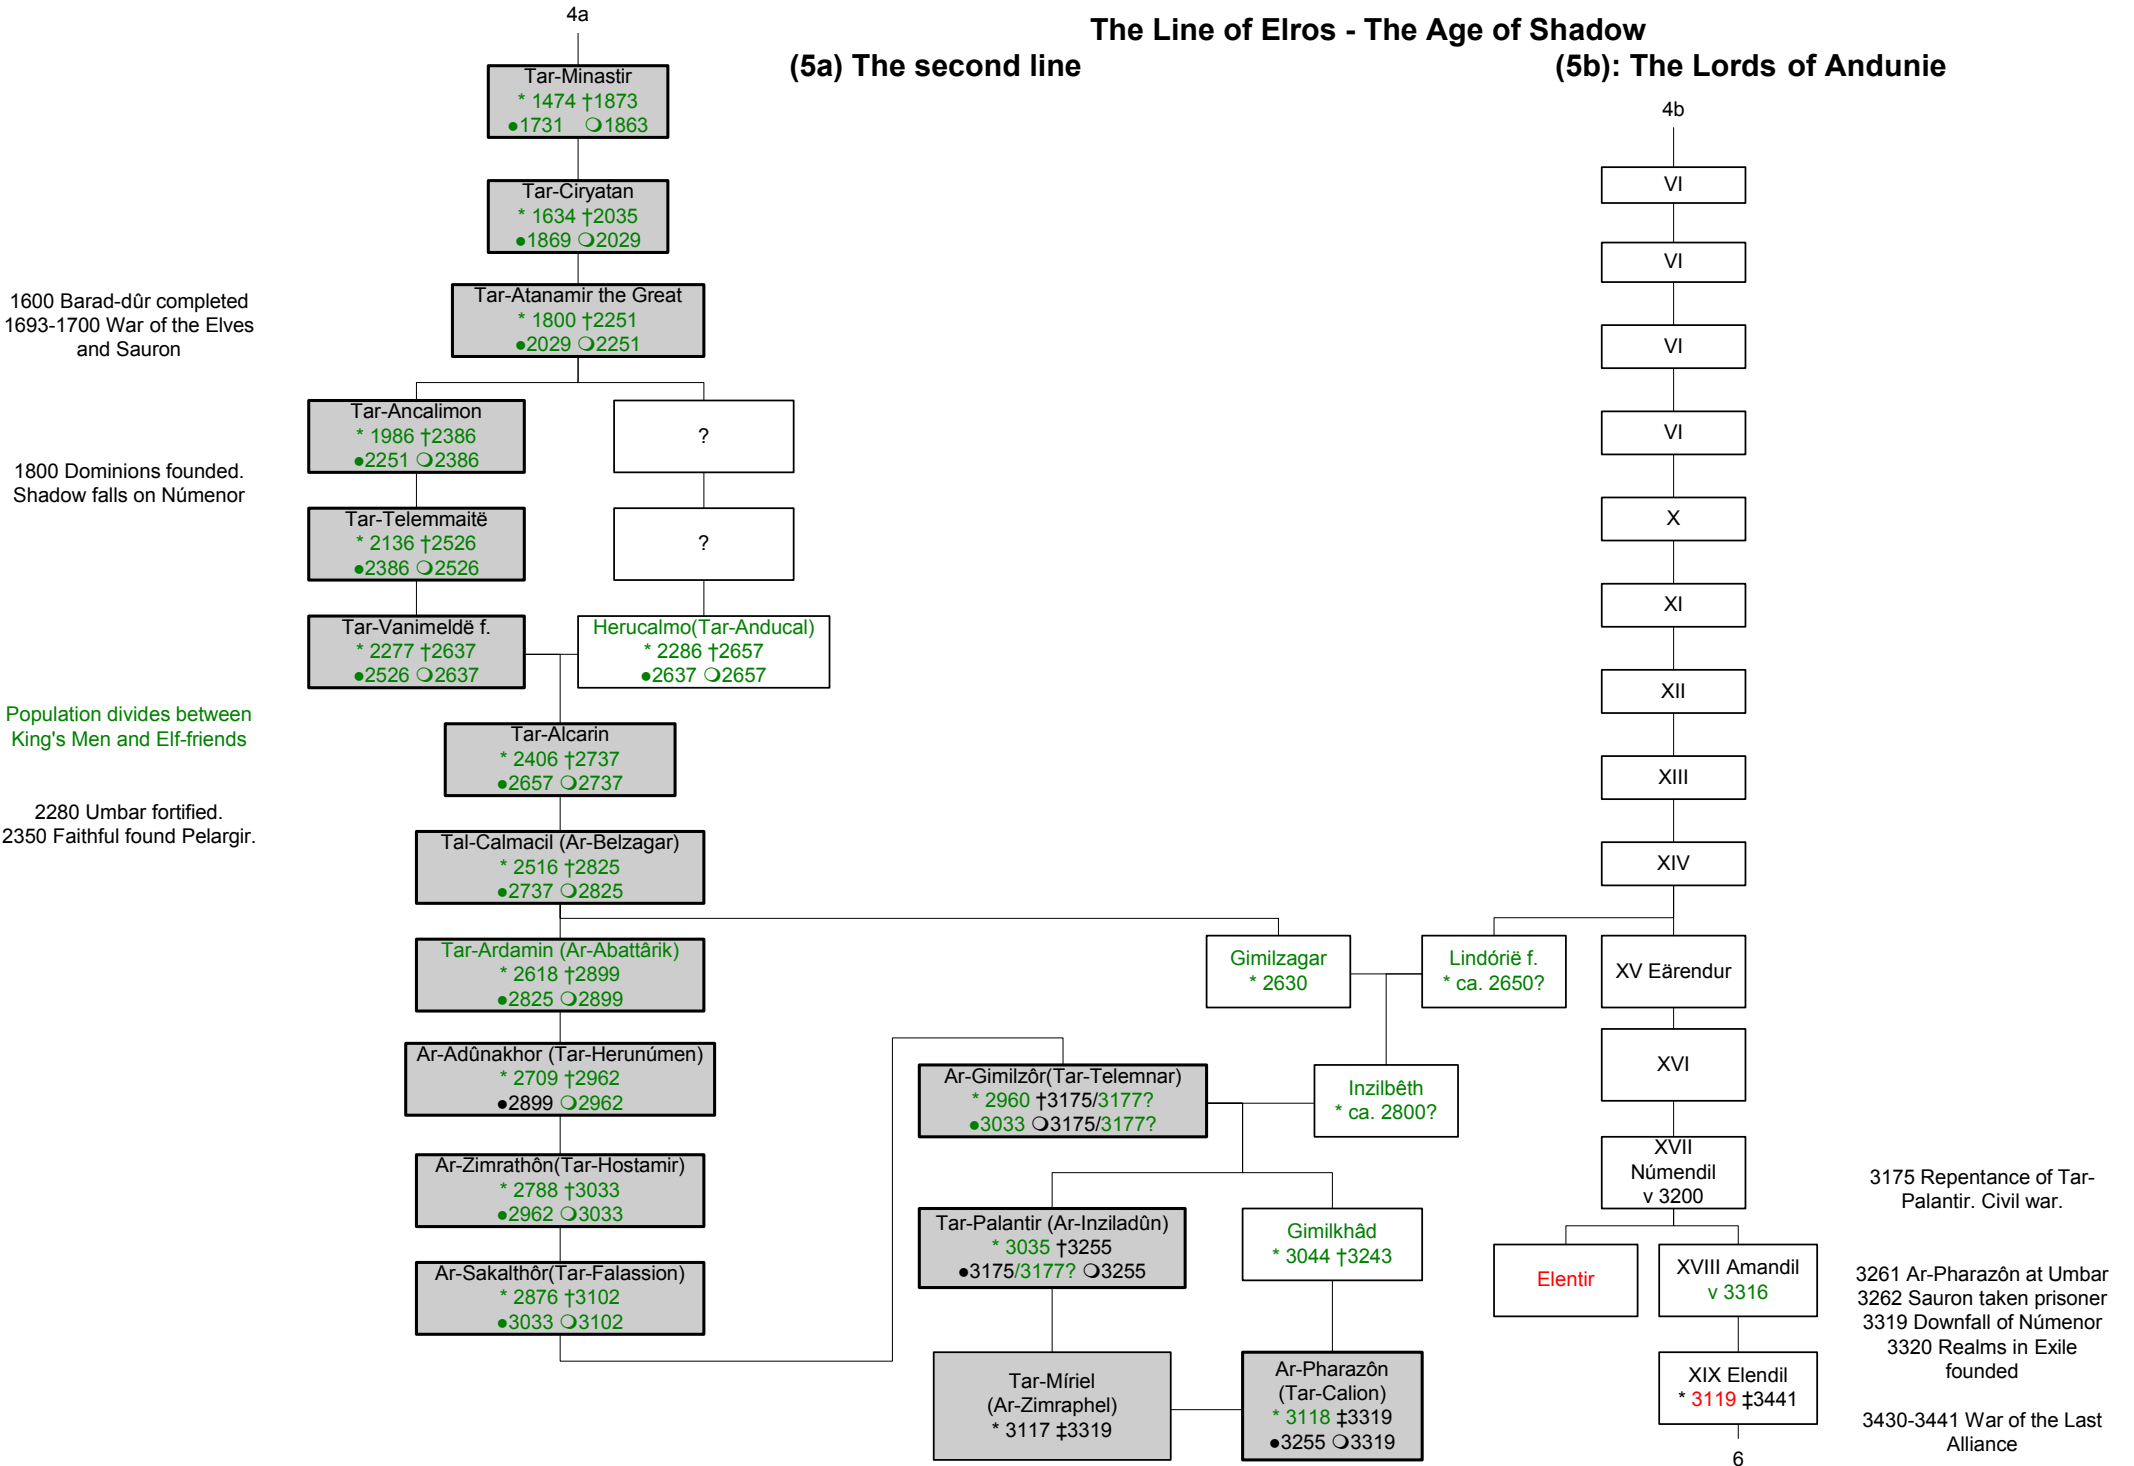 The Line of Elros - The Age of Shadow
(5a) The second line
(5b): The Lords of Andunie
4a
Tar-Minastir
* 1474 †1873
●1731 ❍1863
Tar-Ciryatan
* 1634 †2035
●1869 ❍2029
1600 Barad-dûr completed
1693-1700 War of the Elves
and Sauron
Tar-Atanamir the Great
* 1800 †2251
●2029 ❍2251
Tar-Ancalimon
* 1986 †2386
●2251 ❍2386
?
1800 Dominions founded.
Shadow falls on Númenor
Tar-Telemmaitë
* 2136 †2526
●2386 ❍2526
?
Tar-Vanimeldë f.
* 2277 †2637
●2526 ❍2637
Herucalmo(Tar-Anducal)
* 2286 †2657
●2637 ❍2657
Population divides between
King's Men and Elf-friends
Tar-Alcarin
* 2406 †2737
●2657 ❍2737
2280 Umbar fortified.
2350 Faithful found Pelargir.
Tal-Calmacil (Ar-Belzagar)
* 2516 †2825
●2737 ❍2825
Tar-Ardamin (Ar-Abattârik)
* 2618 †2899
●2825 ❍2899
Gimilzagar
* 2630
Lindórië f.
* ca. 2650?
Ar-Adûnakhor (Tar-Herunúmen)
* 2709 †2962
●2899 ❍2962
Ar-Gimilzôr(Tar-Telemnar)
* 2960 †3175/3177?
●3033 ❍3175/3177?
Inzilbêth
* ca. 2800?
Ar-Zimrathôn(Tar-Hostamir)
* 2788 †3033
●2962 ❍3033
Tar-Palantir (Ar-Inziladûn)
* 3035 †3255
●3175/3177? ❍3255
Gimilkhâd
* 3044 †3243
Ar-Sakalthôr(Tar-Falassion)
* 2876 †3102
●3033 ❍3102
Tar-Míriel
(Ar-Zimraphel)
* 3117 ‡3319
Ar-Pharazôn
(Tar-Calion)
* 3118 ‡3319
●3255 ❍3319
4b
VI
VI
VI
VI
X
XI
XII
XIII
XIV
XV Eärendur
XVI
XVII
Númendil
v 3200
Elentir
XVIII Amandil
v 3316
XIX Elendil
* 3119 ‡3441
6
3175 Repentance of Tar-
Palantir. Civil war.
3261 Ar-Pharazôn at Umbar
3262 Sauron taken prisoner
3319 Downfall of Númenor
3320 Realms in Exile
founded
3430-3441 War of the Last
Alliance